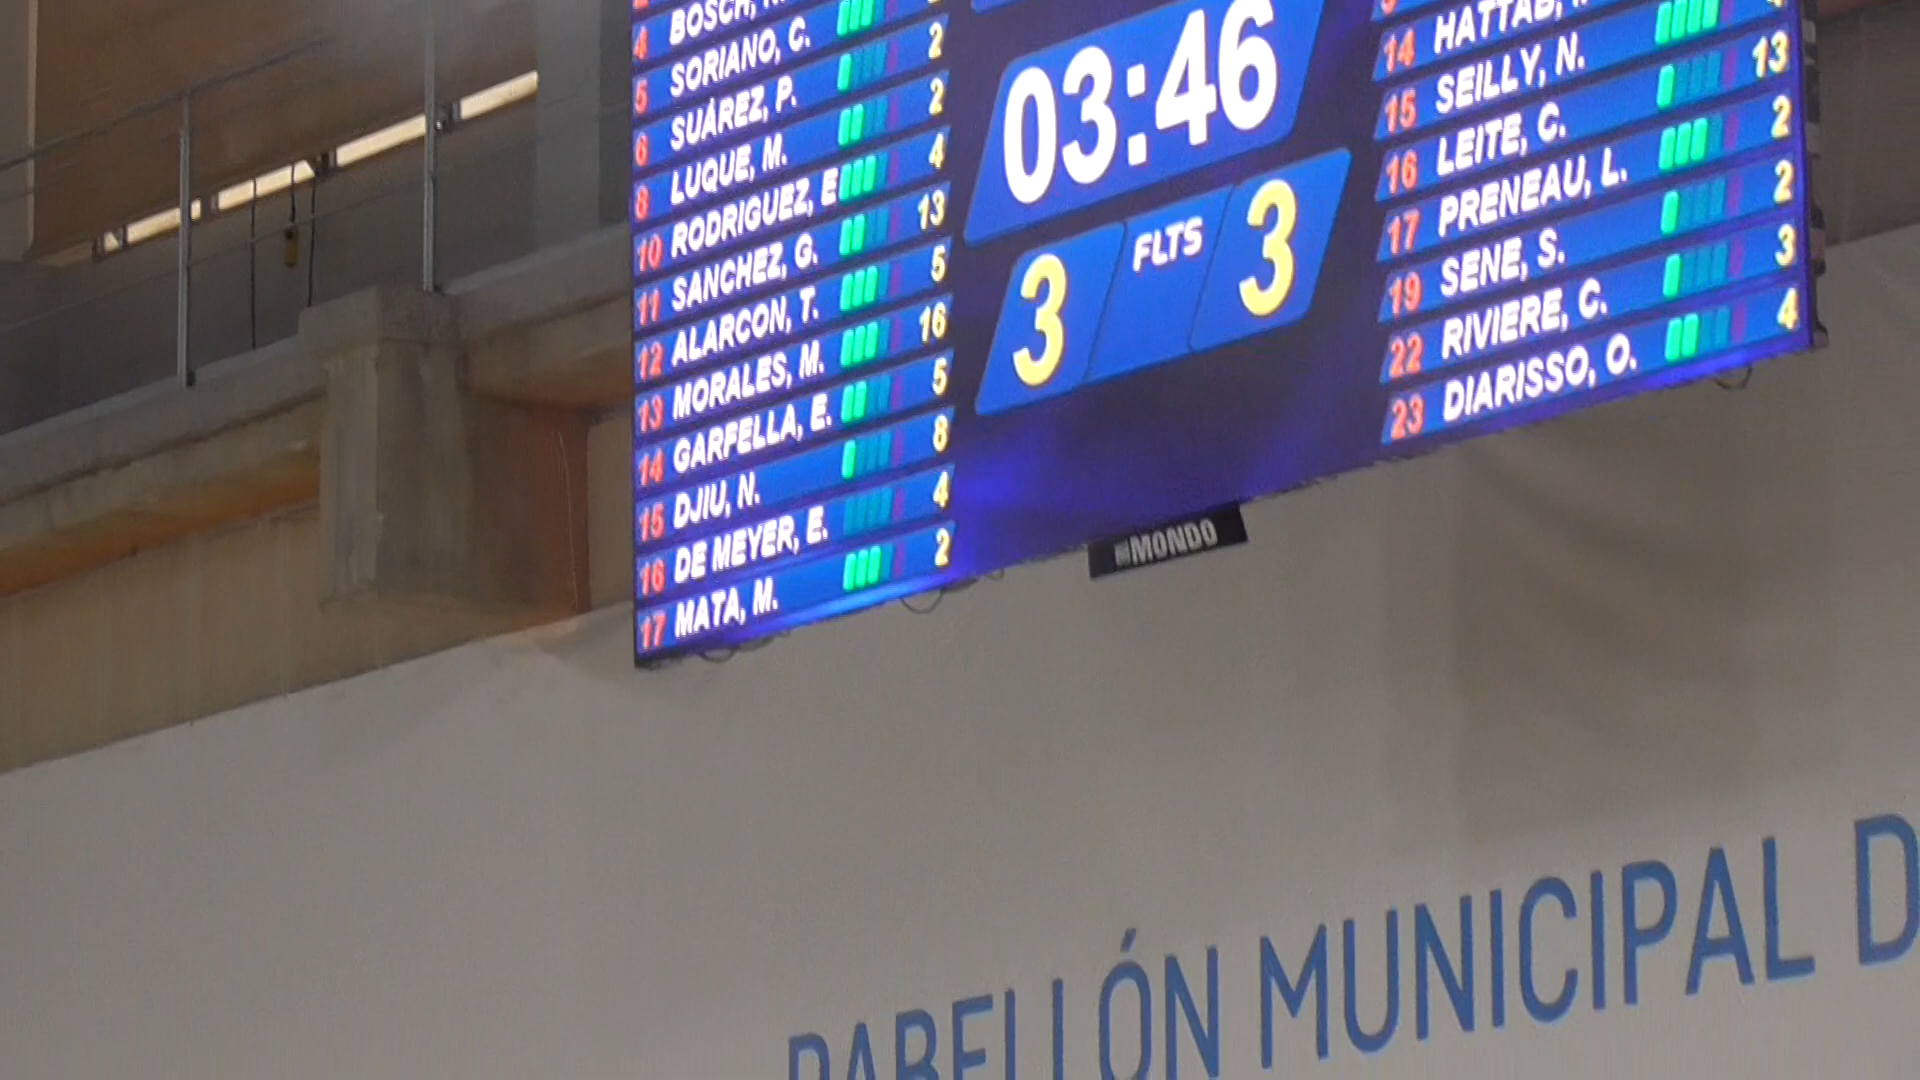 4 BOSCH,
5 SORIANO, C.
6 SUÁREZ, P. 2
8 LUQUE, M. 2
10 RODRIGUEZ, E 4
11 SANCHEZ, G. 13
12 ALARCON, T. 5
13 MORALES, M. 16
14 GARFELLA, E. 5
15 DJIU, N. 8
16 DE MEYER, E. 4
17 MATA, M. 2
03:46
3 FLTS 3
14 HATTAB,
15 SEILLY, N. 4
16 LEITE, C. 13
17 PRENEAU, L. 2
19 SENE, S. 2
22 RIVIERE, C. 3
23 DIARISSO, O. 4
MONDO
PABELLÓN MUNICIPAL D